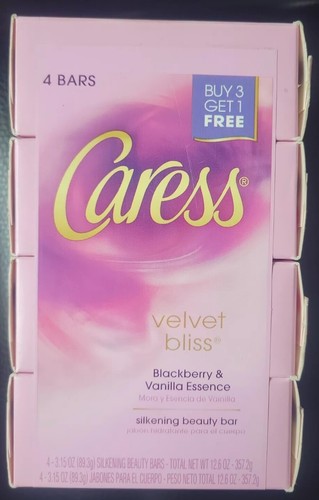 4 BARS
BUY 3
GET 1
FREE
Caress®
velvet
bliss®
Blackberry &
Vanilla Essence
Mora y Esencia de Vainilla
silkening beauty bar
jabón hidratante para el cuerpo
4 - 3.15 OZ (89.3g) SILKENING BEAUTY BARS - TOTAL NET WT 12.6 OZ - 357.2g
4 - 3.15 OZ (89.3g) JABONES PARA EL CUERPO - PESO NETO TOTAL 12.6 OZ - 357.2g